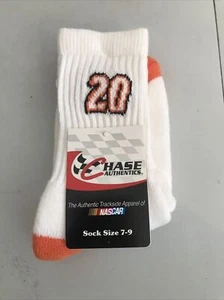 20
CHASE
AUTHENTICS.
The Authentic Trackside Apparel of
NASCAR
Sock Size 7-9